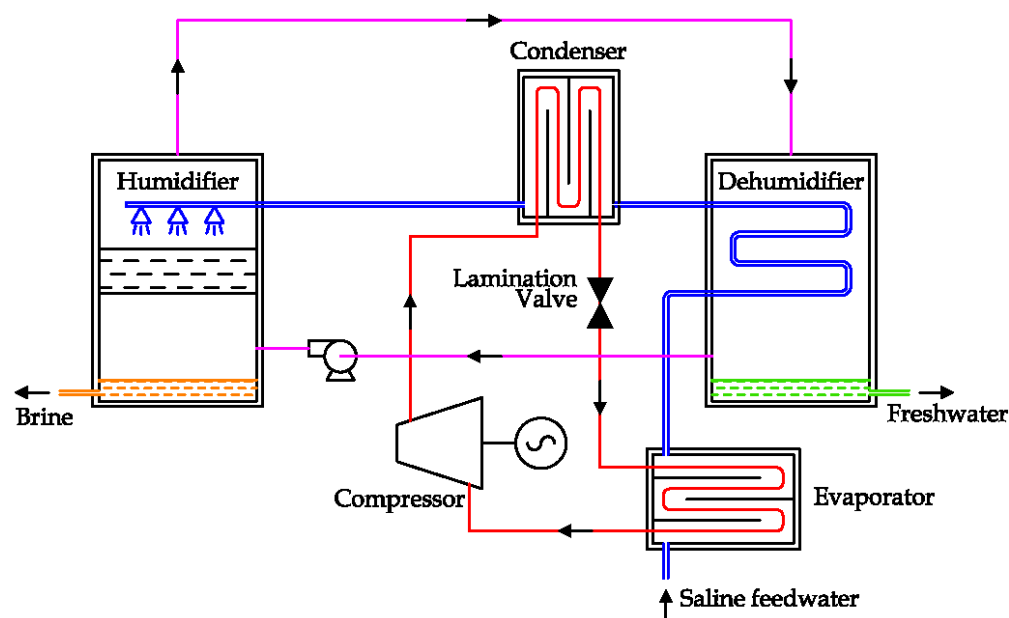 Condenser
Humidifier
Dehumidifier
Lamination
Valve
Brine
Freshwater
Compressor
Evaporator
Saline feedwater